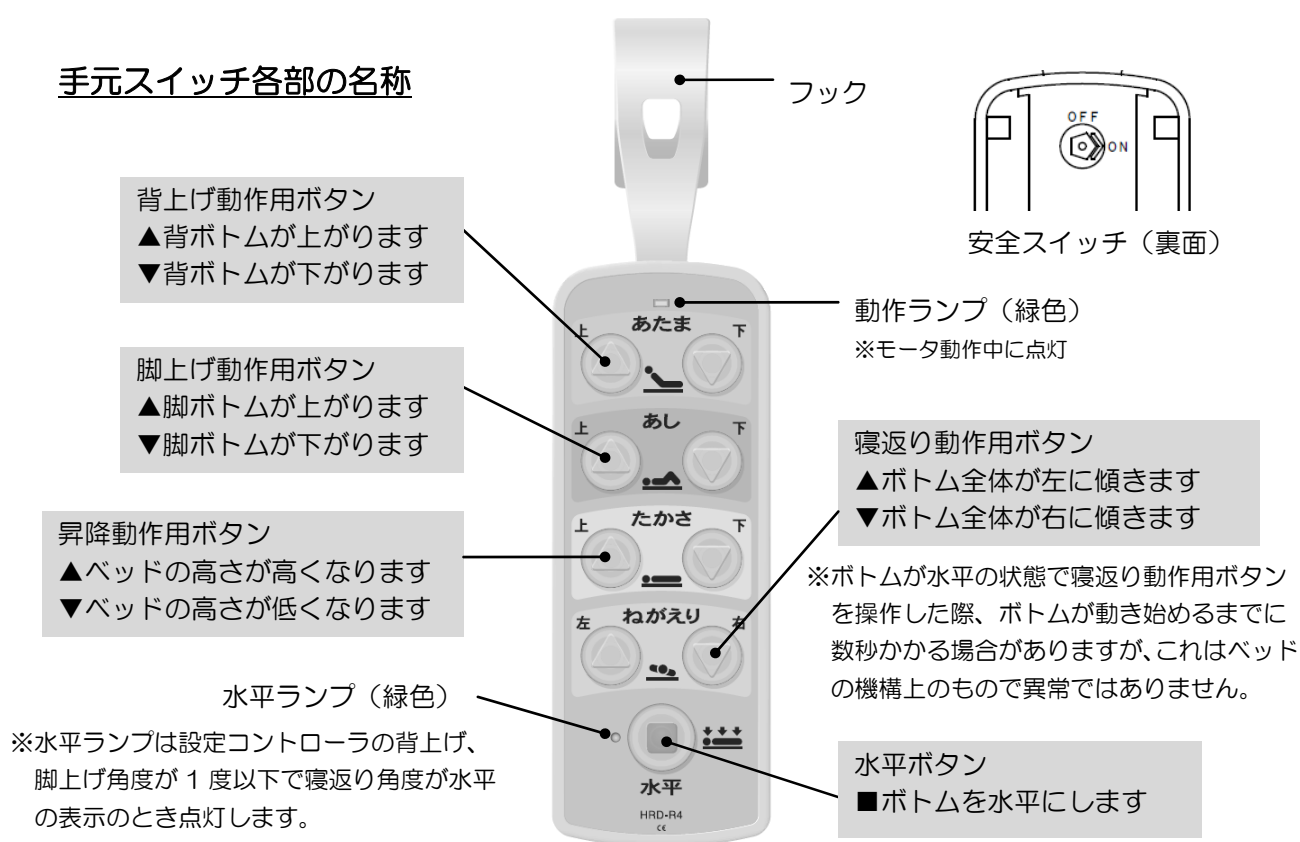 手元スイッチ各部の名称
フック
OFF
ON
安全スイッチ（裏面）
背上げ動作用ボタン
▲背ボトムが上がります
▼背ボトムが下がります
動作ランプ（緑色）
※モータ動作中に点灯
上 あたま 下
脚上げ動作用ボタン
▲脚ボトムが上がります
▼脚ボトムが下がります
上 あし 下
寝返り動作用ボタン
▲ボトム全体が左に傾きます
▼ボトム全体が右に傾きます
昇降動作用ボタン
▲ベッドの高さが高くなります
▼ベッドの高さが低くなります
上 たかさ 下
※ボトムが水平の状態で寝返り動作用ボタン
を操作した際、ボトムが動き始めるまでに
数秒かかる場合がありますが、これはベッド
の機構上のもので異常ではありません。
左 ねがえり 右
水平ランプ（緑色）
※水平ランプは設定コントローラの背上げ、
脚上げ角度が 1 度以下で寝返り角度が水平
の表示のとき点灯します。
水平ボタン
■ボトムを水平にします
水平
HRD-R4
CE